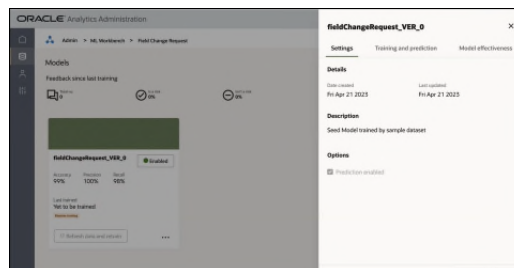 ORACLE Analytics Administration
Admin > ML Workbench > Field Change Request
Models
Feedback since last training
0
0%
0%
fieldChangeRequest_VER_0
Enabled
Accuracy
Precision
Recall
99%
100%
98%
Last trained
Yet to be trained
Refresh data and retrain
...
fieldChangeRequest_VER_0
Settings
Training and prediction
Model effectiveness
Details
Date created
Last updated
Fri Apr 21 2023
Fri Apr 21 2023
Description
Seed Model trained by sample dataset
Options
Prediction enabled